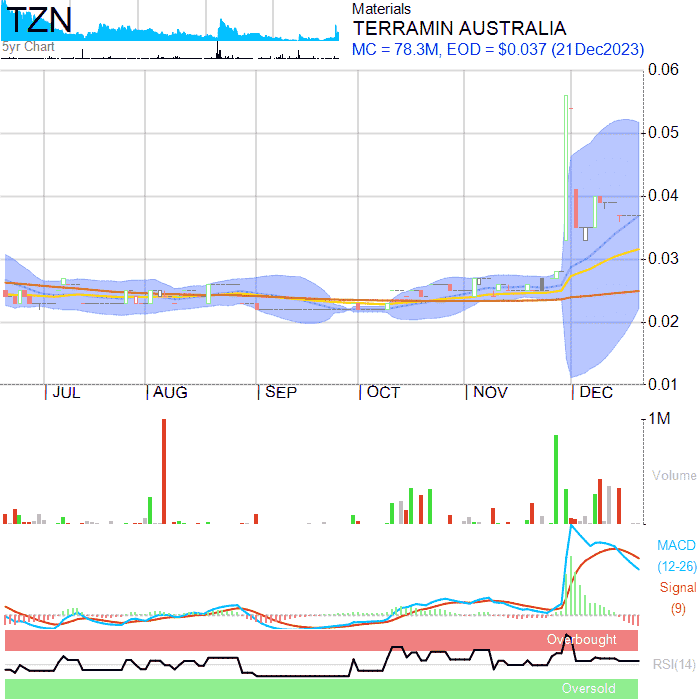 TZN
5yr Chart
Materials
TERRAMIN AUSTRALIA
MC = 78.3M, EOD = $0.037 (21Dec2023)
0.06
0.05
0.04
0.03
0.02
0.01
JUL AUG SEP OCT NOV DEC
1M
Volume
MACD
(12-26)
Signal
(9)
Overbought
RSI(14)
Oversold